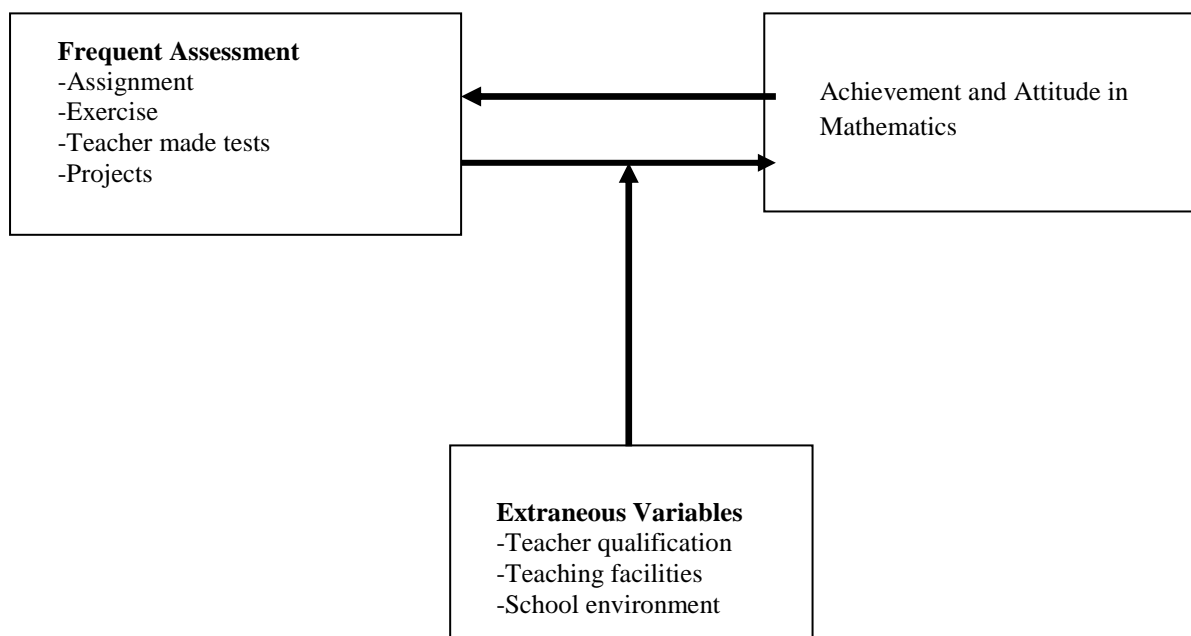 Frequent Assessment
-Assignment
-Exercise
-Teacher made tests
-Projects
Achievement and Attitude in
Mathematics
Extraneous Variables
-Teacher qualification
-Teaching facilities
-School environment